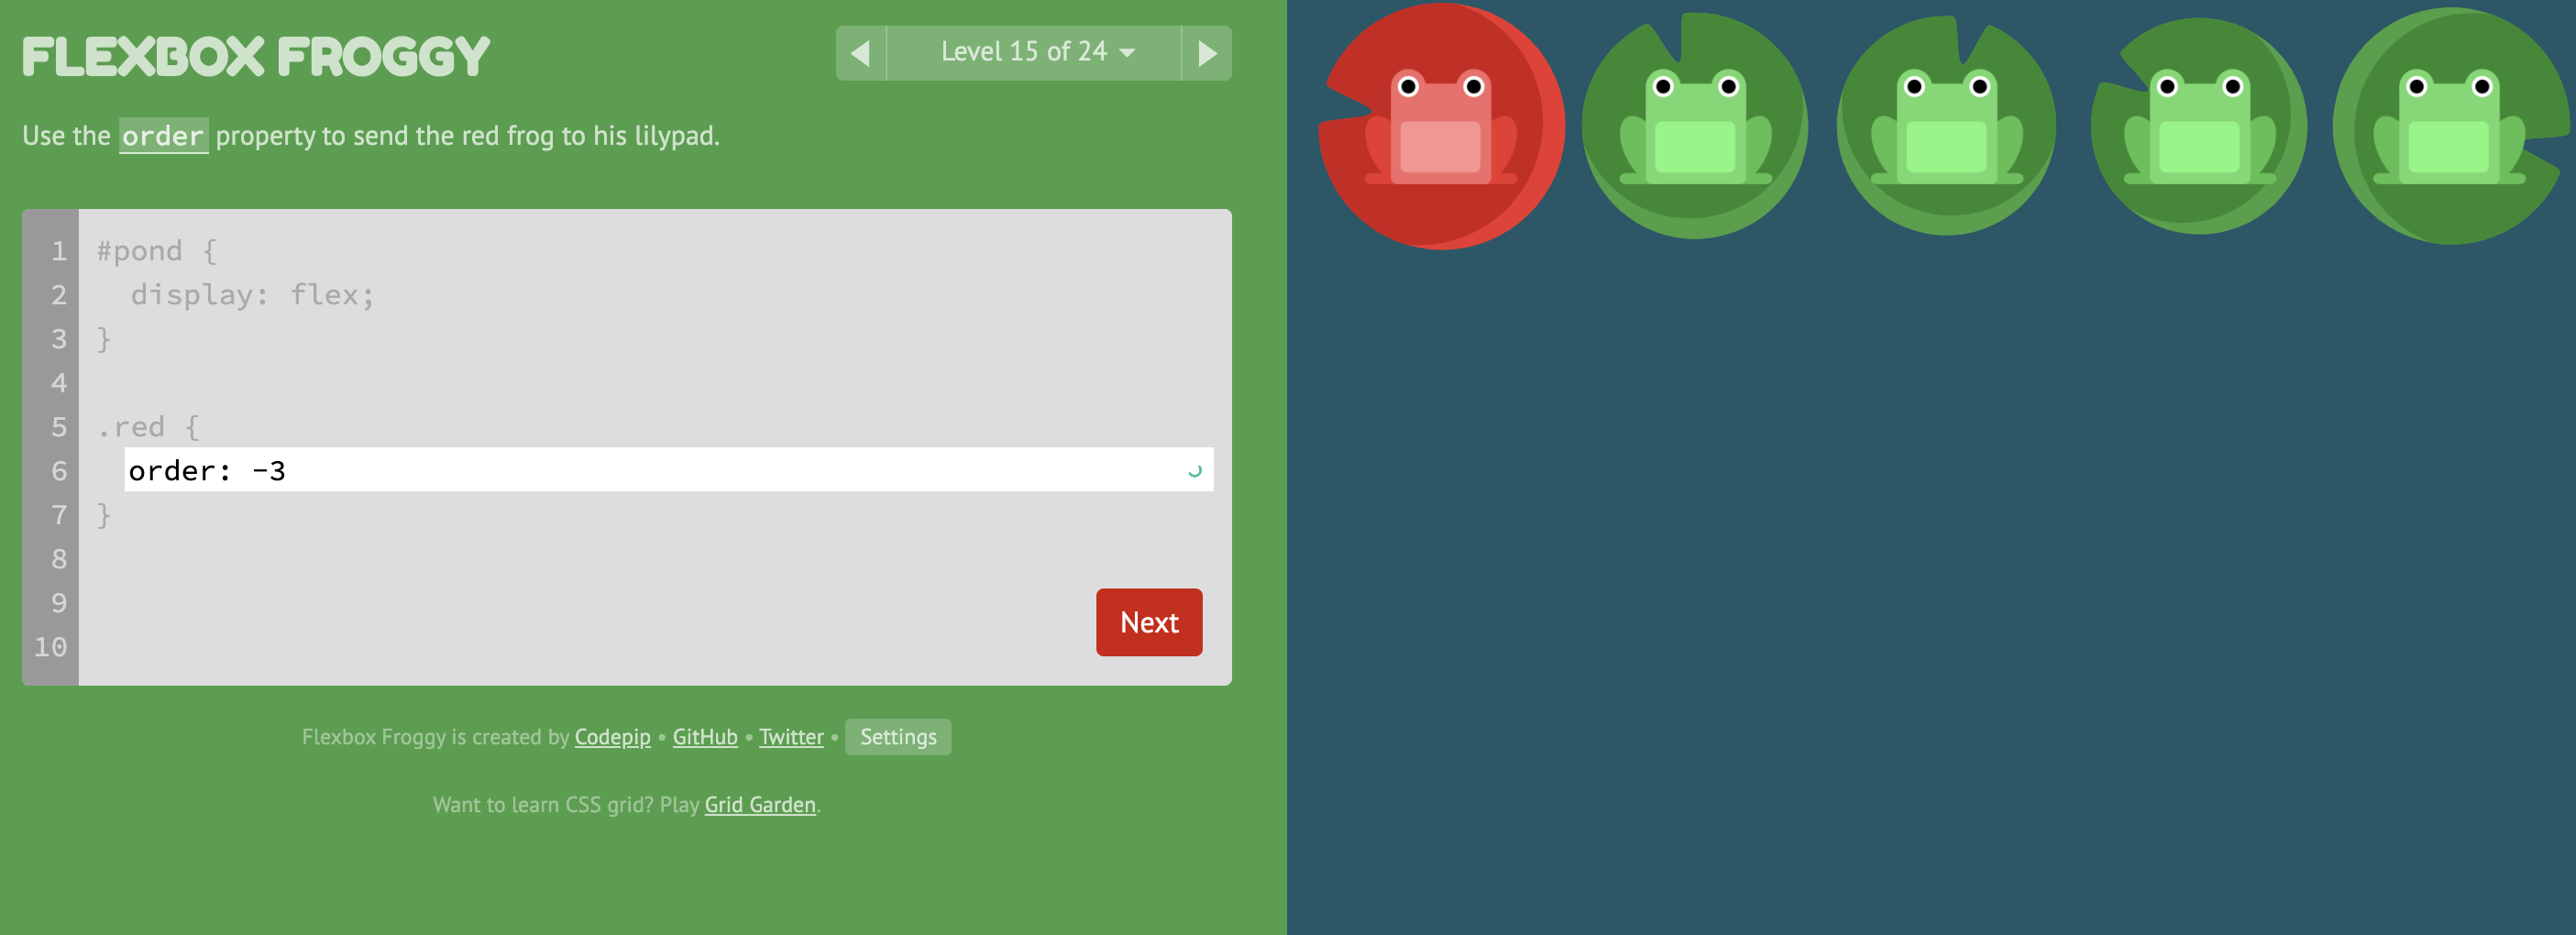 FLEXBOX FROGGY
Level 15 of 24
Use the order property to send the red frog to his lilypad.
1 #pond {
2 display: flex;
3 }
4
5 .red {
6 order: -3
7 }
8
9
10
Next
Flexbox Froggy is created by Codepip • GitHub • Twitter • Settings
Want to learn CSS grid? Play Grid Garden.